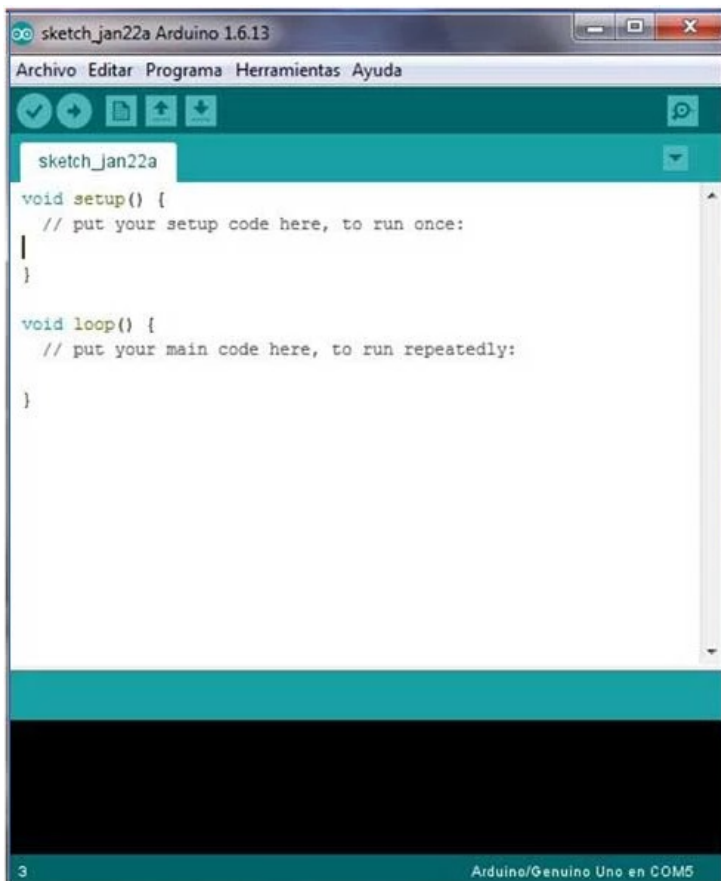 sketch_jan22a Arduino 1.6.13
Archivo Editar Programa Herramientas Ayuda
sketch_jan22a
void setup() {
  // put your setup code here, to run once:

}

void loop() {
  // put your main code here, to run repeatedly:

}
3 Arduino/Genuino Uno en COM5